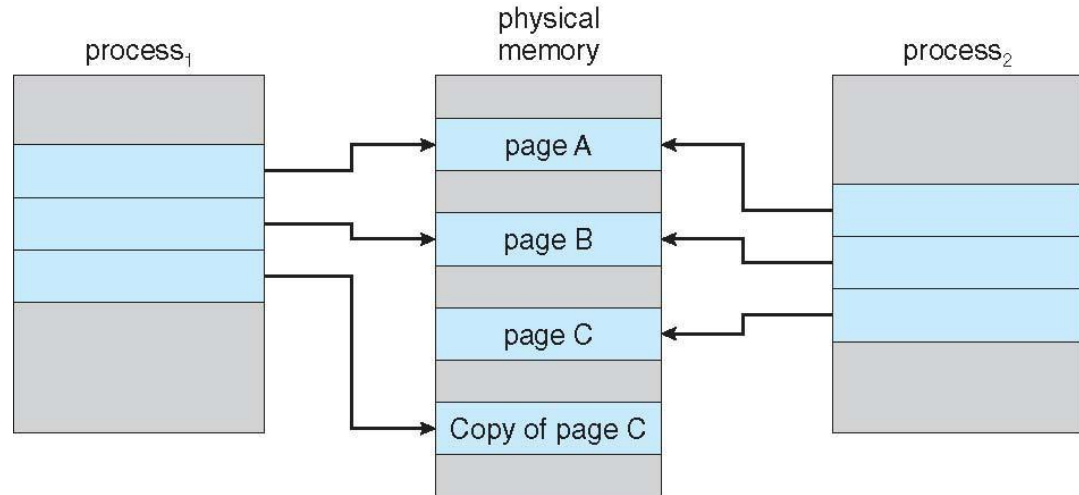 process₁
physical
memory
process₂
page A
page B
page C
Copy of page C